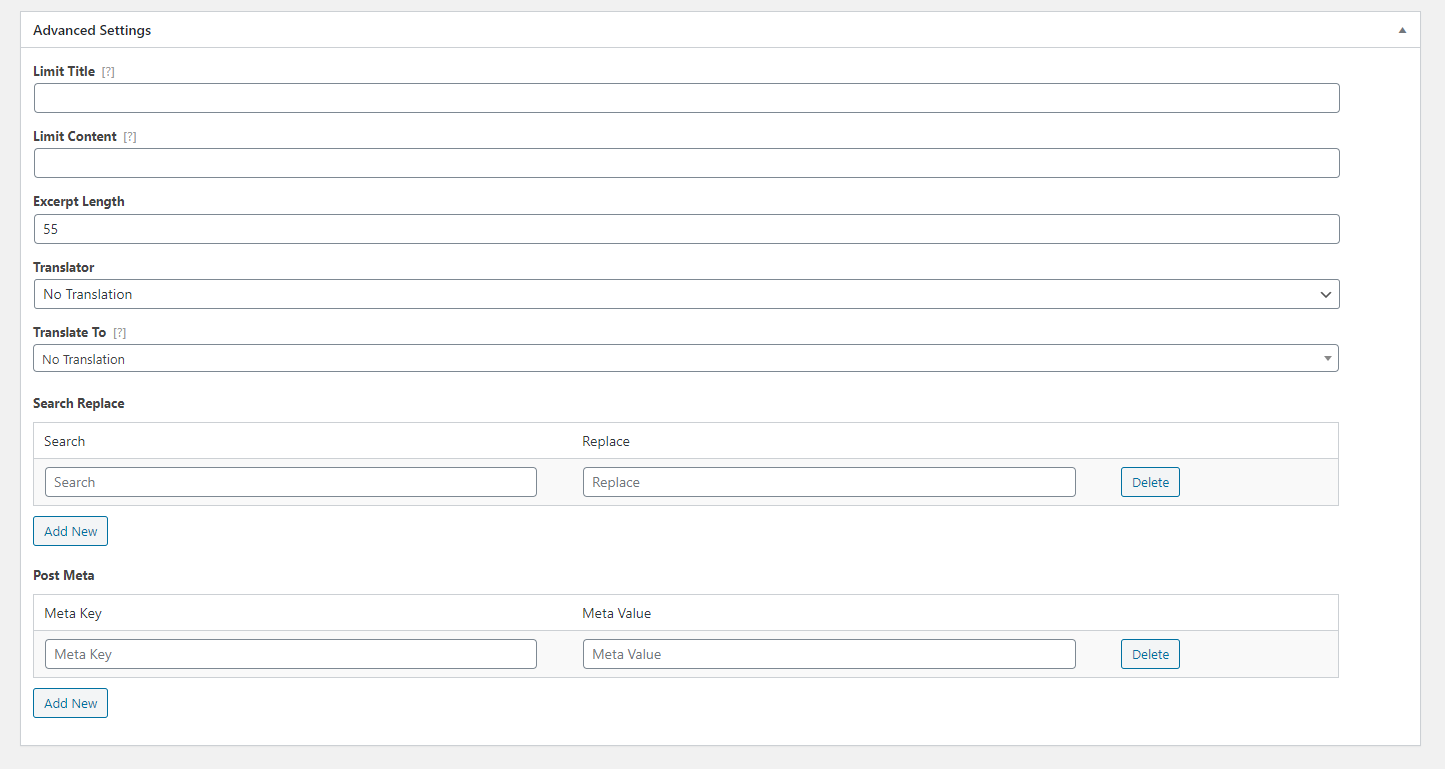 Advanced Settings
Limit Title [?]
Limit Content [?]
Excerpt Length
55
Translator
No Translation
Translate To [?]
No Translation
Search Replace
Search Replace
Search Replace Delete
Add New
Post Meta
Meta Key Meta Value
Meta Key Meta Value Delete
Add New